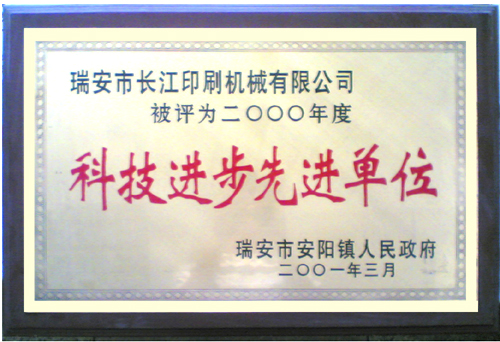 瑞安市长江印刷机械有限公司
被评为二〇〇〇年度
科技进步先进单位
瑞安市安阳镇人民政府
二〇〇一年三月